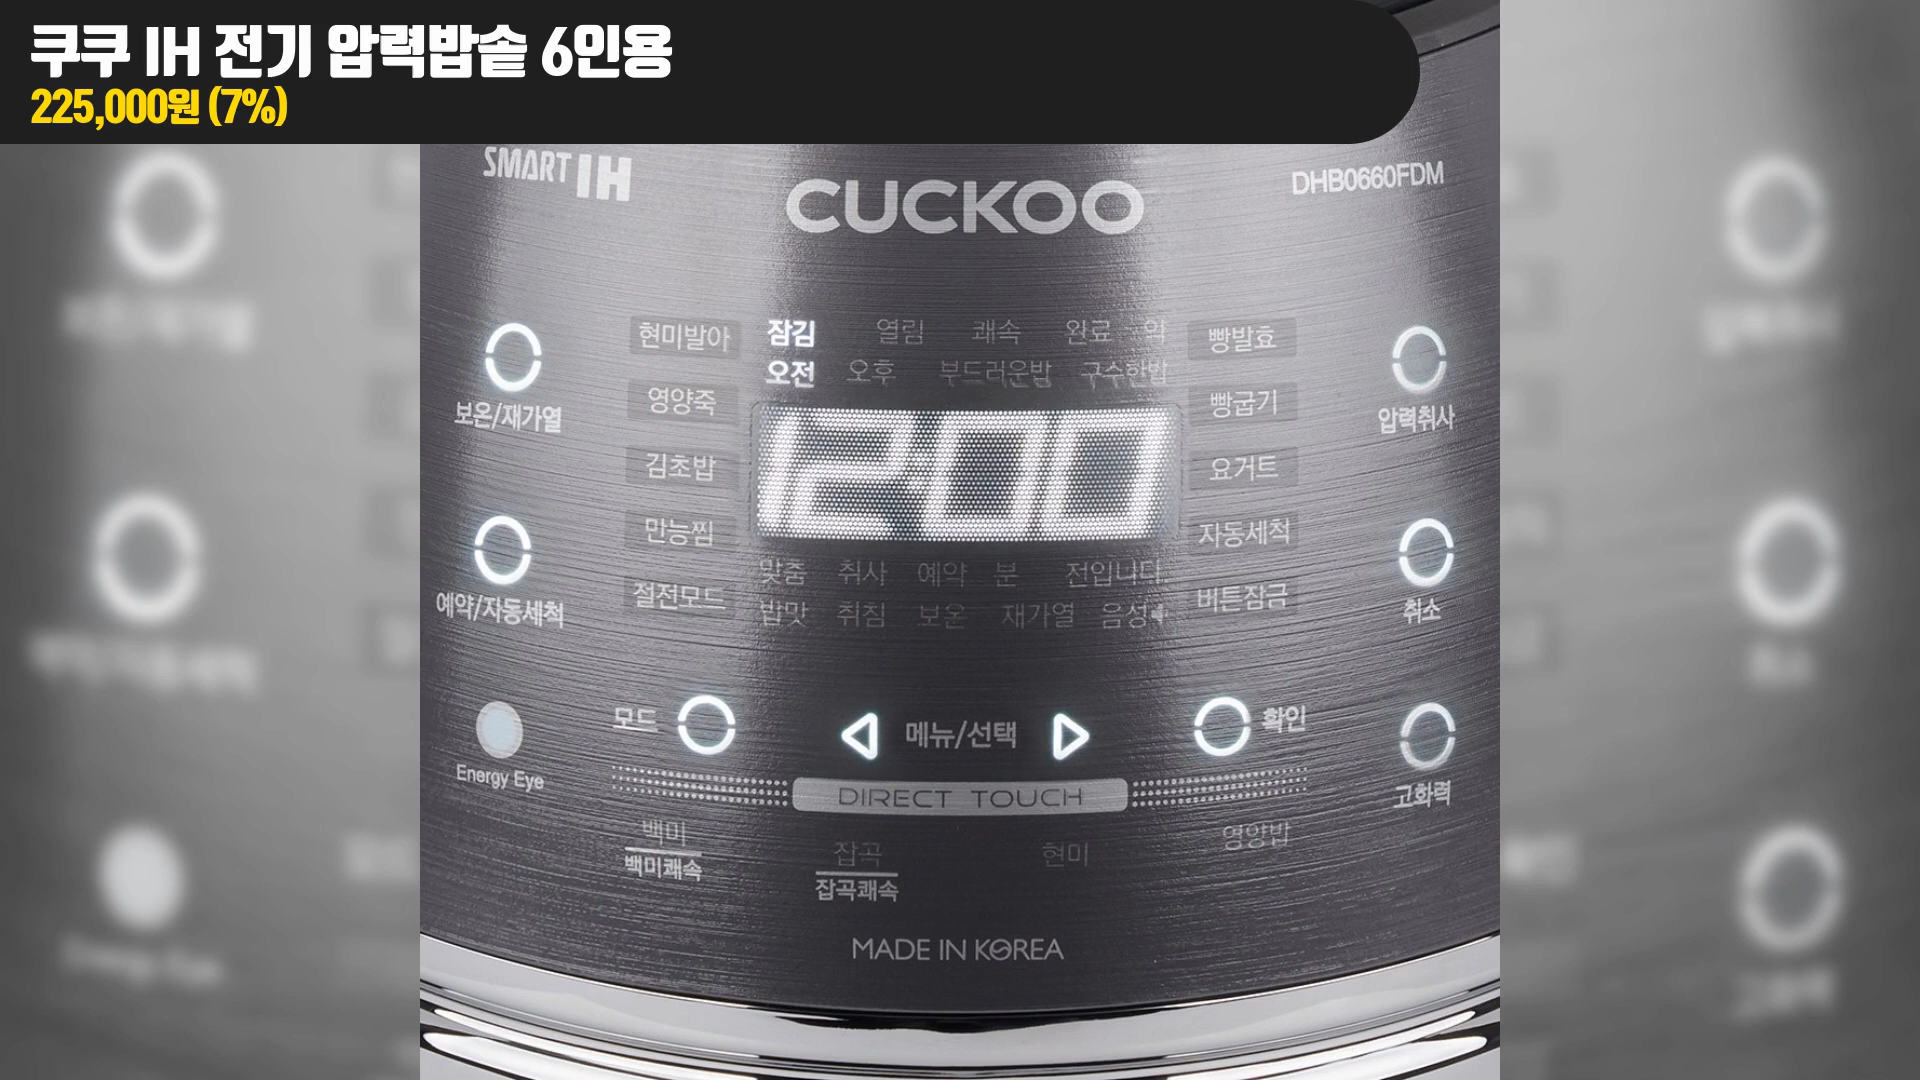 쿠쿠 IH 전기 압력밥솥 6인용
225,000원 (7%)
SMART IH
CUCKOO
DHB0660FDM
현미발아 잠김 열림 쾌속 완료 약 빵발효
오전 오후 부드러운밥 구수한밥
보온/재가열 영양죽 12:00 빵굽기 압력취사
김초밥 요거트
만능찜 자동세척
맞춤 취사 예약 분 전입니다.
예약/자동세척 절전모드 버튼잠금 취소
밥맛 취침 보온 재가열 음성
모드 메뉴/선택 확인
Energy Eye DIRECT TOUCH 고화력
백미 잡곡 현미 영양밥
백미쾌속 잡곡쾌속
MADE IN KOREA